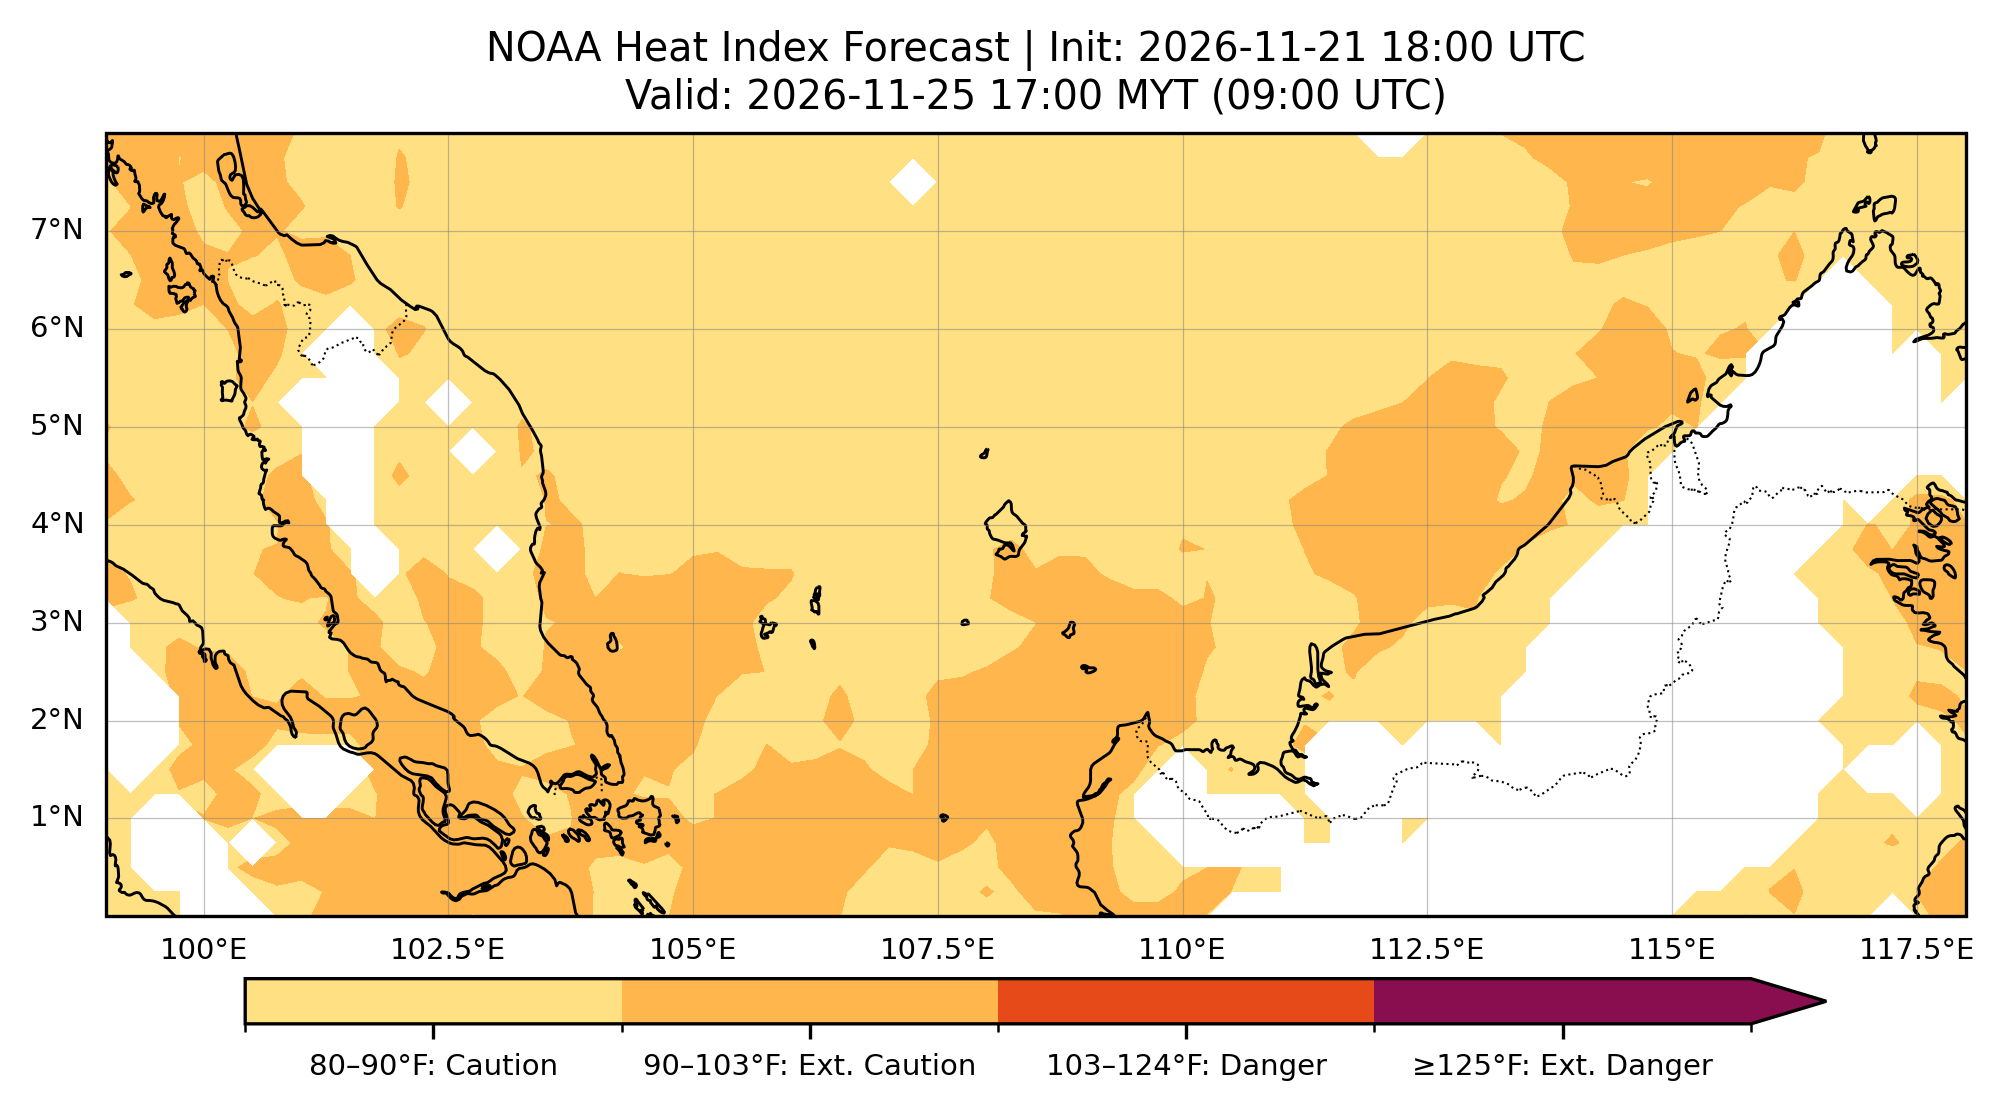 NOAA Heat Index Forecast | Init: 2026-11-21 18:00 UTC
Valid: 2026-11-25 17:00 MYT (09:00 UTC)
7°N
6°N
5°N
4°N
3°N
2°N
1°N
100°E 102.5°E 105°E 107.5°E 110°E 112.5°E 115°E 117.5°E
80–90°F: Caution 90–103°F: Ext. Caution 103–124°F: Danger ≥125°F: Ext. Danger